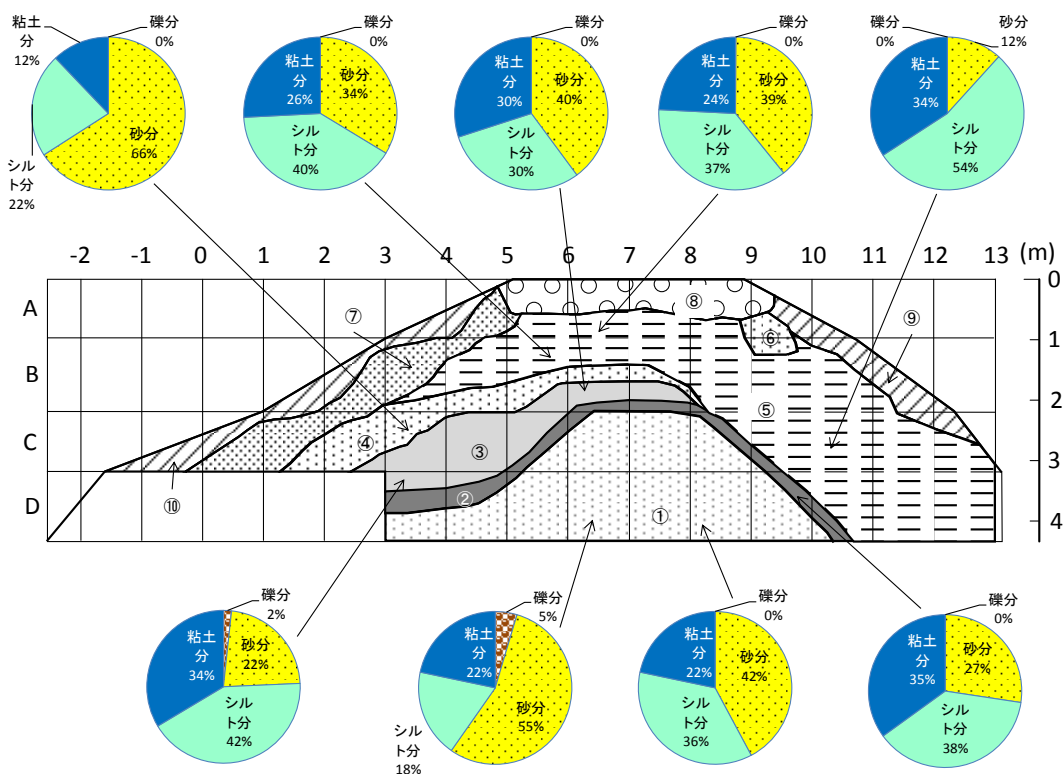 粘土
分
12%
礫分
0%
砂分
66%
シル
ト分
22%
礫分
0%
粘土
分
26%
砂分
34%
シル
ト分
40%
礫分
0%
粘土
分
30%
砂分
40%
シル
ト分
30%
礫分
0%
粘土
分
24%
砂分
39%
シル
ト分
37%
礫分
0%
砂分
12%
粘土
分
34%
シル
ト分
54%
-2 -1 0 1 2 3 4 5 6 7 8 9 10 11 12 13 (m)
0
1
2
3
4
A
B
C
D
⑦
⑧
⑨
⑥
⑤
④
③
②
①
⑩
礫分
2%
粘土
分
34%
砂分
22%
シル
ト分
42%
礫分
5%
粘土
分
22%
砂分
55%
シル
ト分
18%
礫分
0%
粘土
分
22%
砂分
42%
シル
ト分
36%
礫分
0%
粘土
分
35%
砂分
27%
シル
ト分
38%